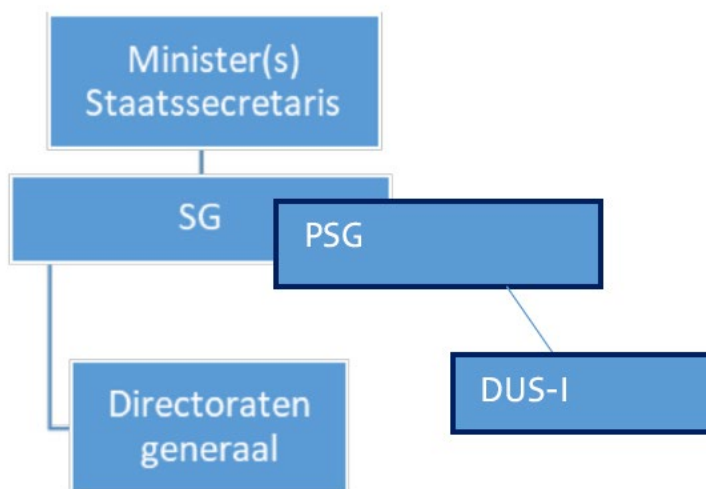 Minister(s)
Staatssecretaris
SG
PSG
DUS-I
Directoraten
generaal